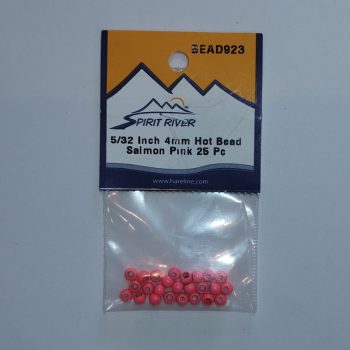 BEAD923
SPIRIT RIVER
5/32 Inch 4mm Hot Bead
Salmon Pink 25 Pc
www.hareline.com